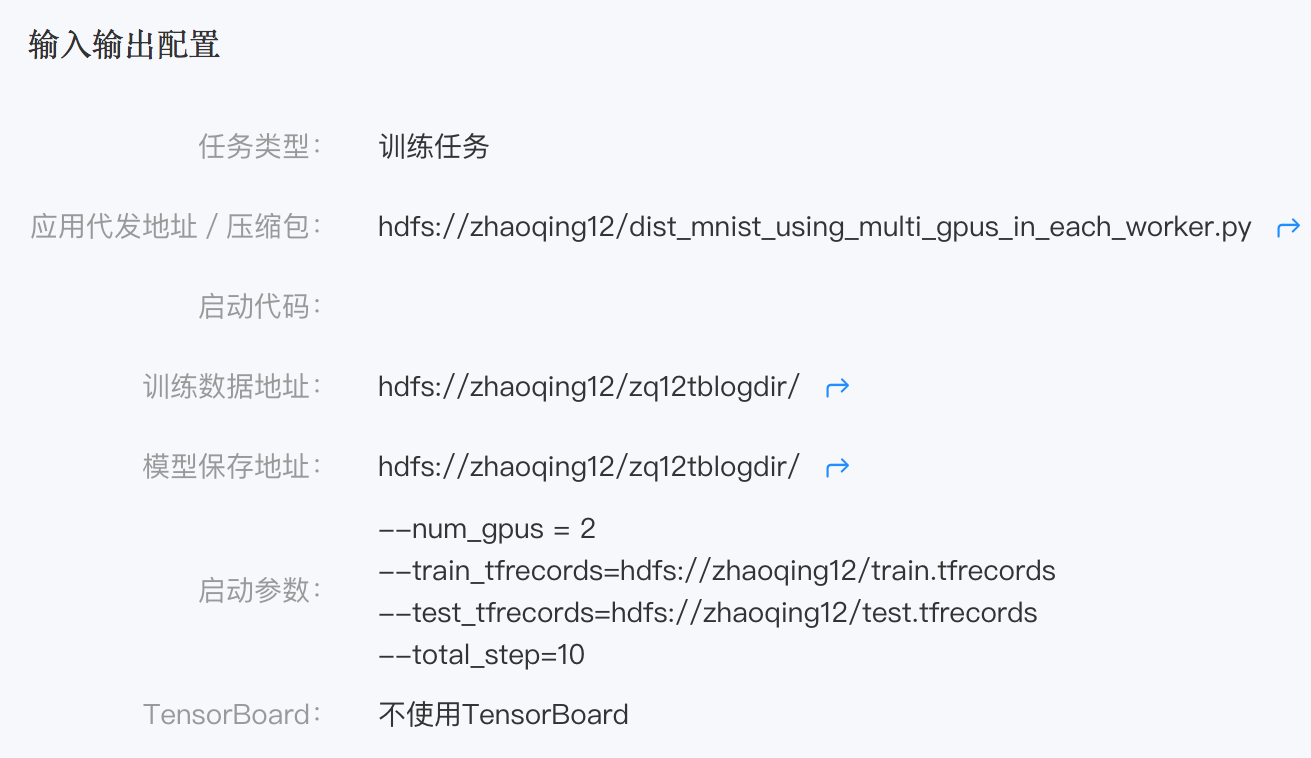 输入输出配置
任务类型： 训练任务
应用代发地址 / 压缩包： hdfs://zhaoqing12/dist_mnist_using_multi_gpus_in_each_worker.py
启动代码：
训练数据地址： hdfs://zhaoqing12/zq12tblogdir/
模型保存地址： hdfs://zhaoqing12/zq12tblogdir/
启动参数：
--num_gpus = 2
--train_tfrecords=hdfs://zhaoqing12/train.tfrecords
--test_tfrecords=hdfs://zhaoqing12/test.tfrecords
--total_step=10
TensorBoard： 不使用TensorBoard